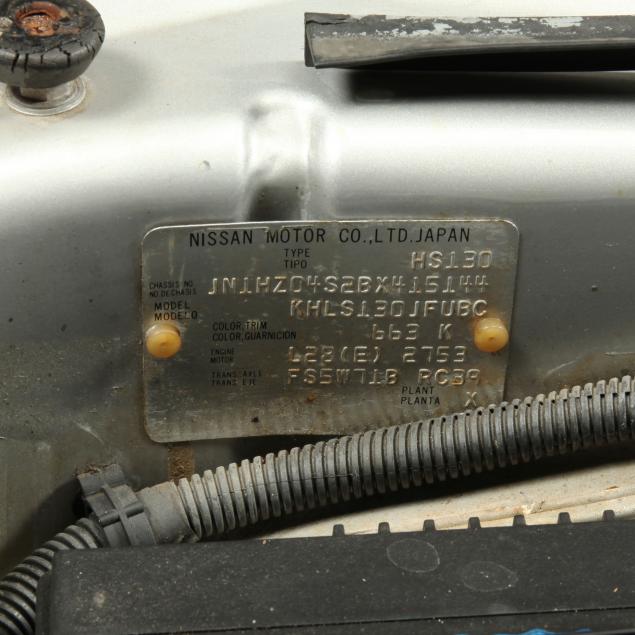 NISSAN MOTOR CO.,LTD.JAPAN
TYPE
TIPO HS130
CHASSIS NO
NO DE CHASIS JN1HZ04S2BX415144
MODEL
MODELO KHLS130JFUBC
COLOR,TRIM
COLOR,GUARNICION 663 K
ENGINE
MOTOR L28(E) 2753
TRANS.AXLE
TRANS.EJE FS5W71B RC39
PLANT
PLANTA X